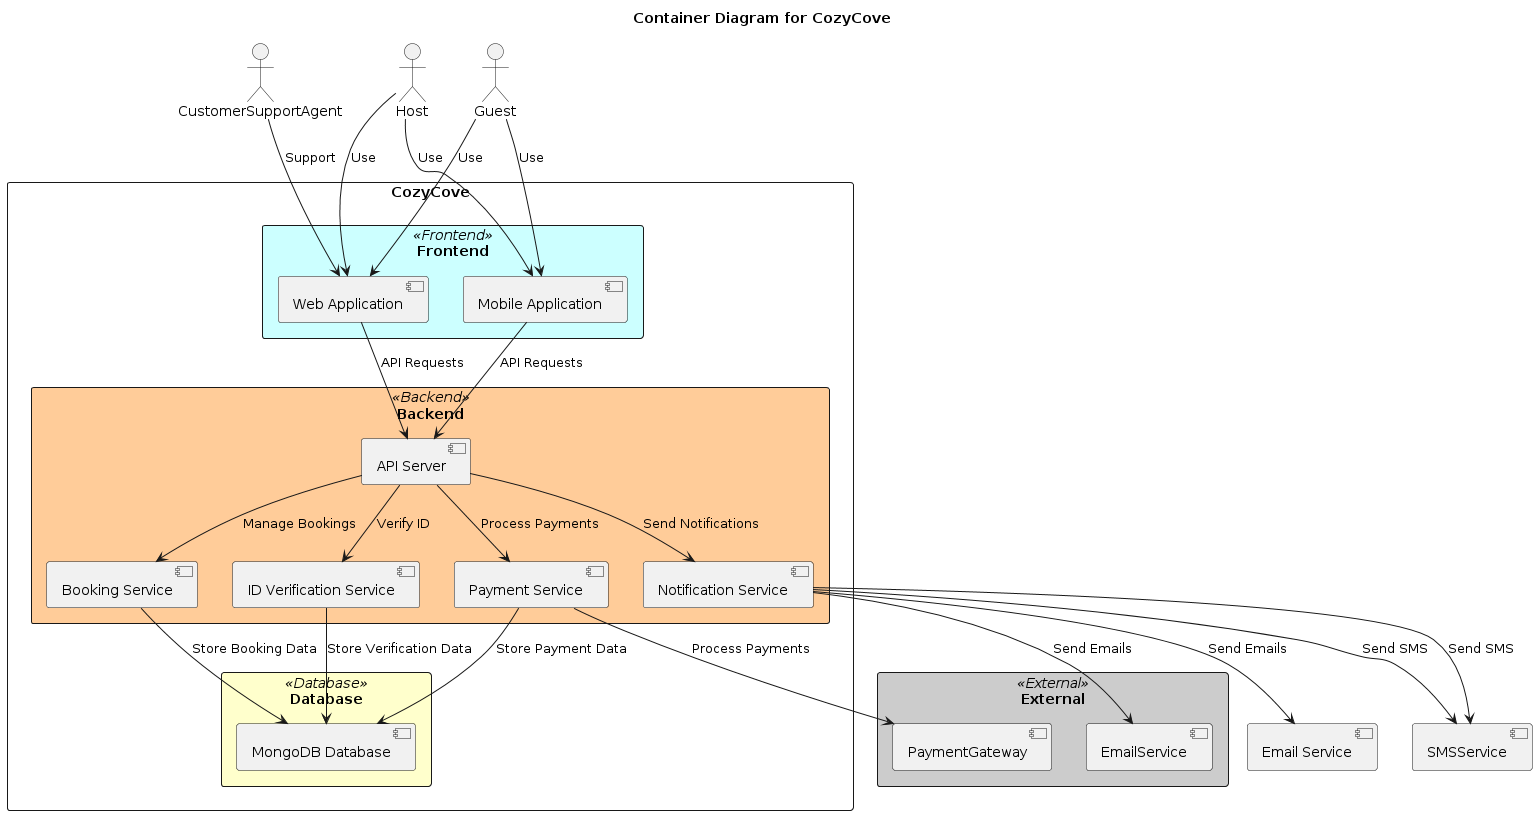 Container Diagram for CozyCove
CustomerSupportAgent
Host
Guest
Support
Use
Use
Use
Use
CozyCove
«Frontend»
Frontend
Web Application
Mobile Application
API Requests
API Requests
«Backend»
Backend
API Server
Manage Bookings
Verify ID
Process Payments
Send Notifications
Booking Service
ID Verification Service
Payment Service
Notification Service
Store Booking Data
Store Verification Data
Store Payment Data
Process Payments
Send Emails
Send Emails
Send SMS
Send SMS
«Database»
Database
MongoDB Database
«External»
External
PaymentGateway
EmailService
Email Service
SMSService